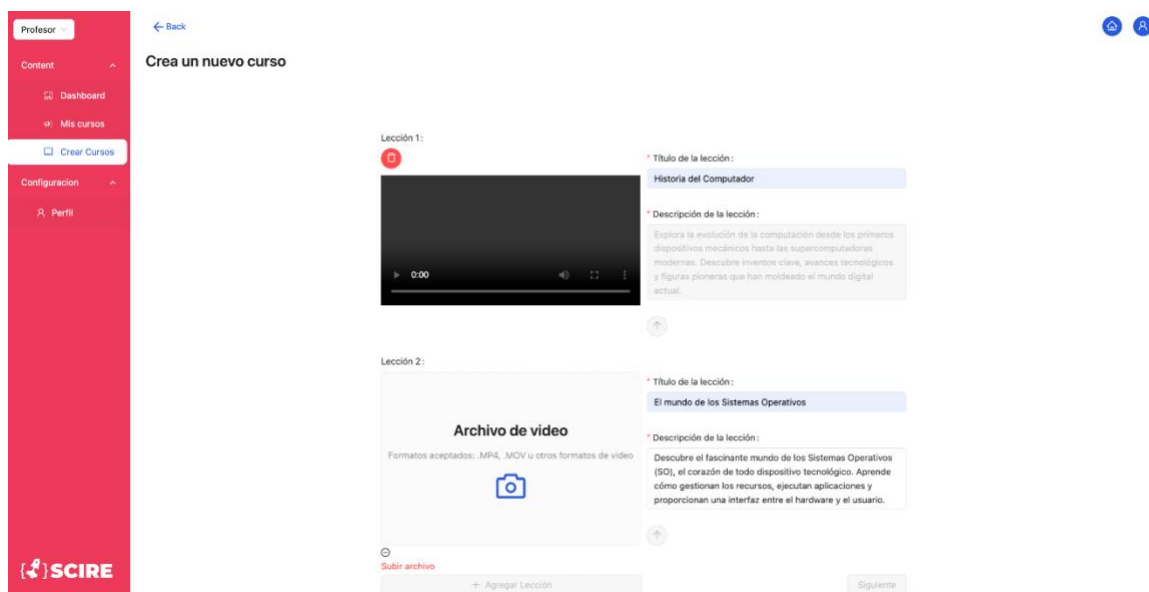 Profesor
Back
Crea un nuevo curso
Content
Dashboard
Mis cursos
Crear Cursos
Configuracion
Perfil
Lección 1:
0:00
* Título de la lección:
Historia del Computador
* Descripción de la lección:
Explora la evolución de la computación desde los primeros
dispositivos mecánicos hasta las supercomputadoras
modernas. Descubre inventos clave, avances tecnológicos
y figuras pioneras que han moldeado el mundo digital
actual.
Lección 2:
Archivo de video
Formatos aceptados: .MP4, .MOV u otros formatos de video
* Título de la lección:
El mundo de los Sistemas Operativos
* Descripción de la lección:
Descubre el fascinante mundo de los Sistemas Operativos
(SO), el corazón de todo dispositivo tecnológico. Aprende
cómo gestionan los recursos, ejecutan aplicaciones y
proporcionan una interfaz entre el hardware y el usuario.
Subir archivo
+ Agregar Lección
Siguiente
{}SCIRE